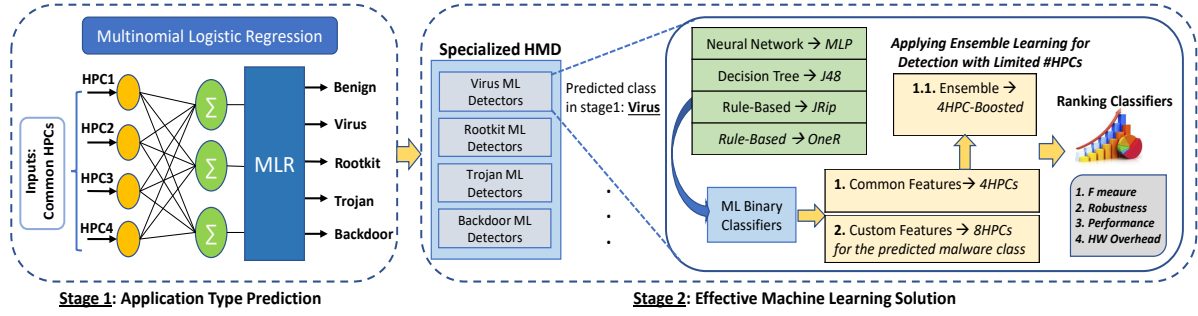 Multinomial Logistic Regression
Inputs:
Common HPCs
HPC1
HPC2
HPC3
HPC4
Σ
Σ
Σ
MLR
Benign
Virus
Rootkit
Trojan
Backdoor
Stage 1: Application Type Prediction
Specialized HMD
Virus ML
Detectors
Rootkit ML
Detectors
Trojan ML
Detectors
Backdoor ML
Detectors
Predicted class
in stage1: Virus
.
.
.
Neural Network → MLP
Decision Tree → J48
Rule-Based → JRip
Rule-Based → OneR
ML Binary
Classifiers
Applying Ensemble Learning for
Detection with Limited #HPCs
1.1. Ensemble →
4HPC-Boosted
1. Common Features→ 4HPCs
2. Custom Features → 8HPCs
for the predicted malware class
Ranking Classifiers
1. F meaure
2. Robustness
3. Performance
4. HW Overhead
Stage 2: Effective Machine Learning Solution